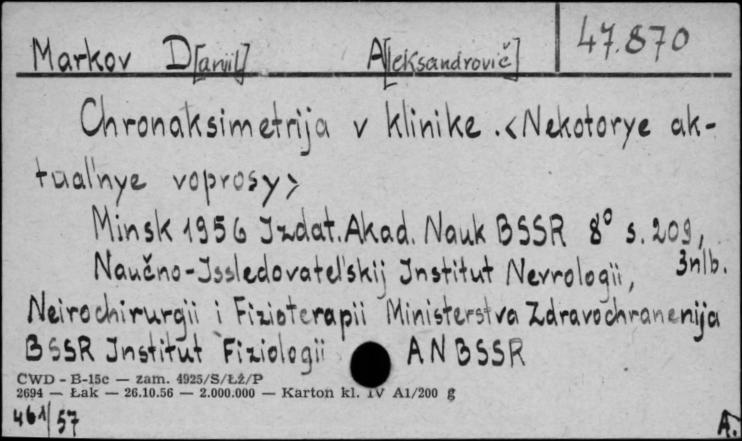 Markov D[aniil] A[leksandrovič] 47.870
Chronaksimetrija v klinike. <Nekotorye ak-
tual'nye voprosy>
Minsk 1956 Izdat. Akad. Nauk BSSR 8° s. 209,
3nlb.
Naučno-Issledovatel'skij Institut Nevrologii,
Neirochirurgii i Fizioterapii Ministerstva Zdravochranenija
BSSR Institut Fiziologii AN BSSR
CWD - B-15c — zam. 4925/S/ŁŻ/P
2694 — Łak — 26.10.56 — 2.000.000 — Karton kl. IV A1/200 g
461/57 A.